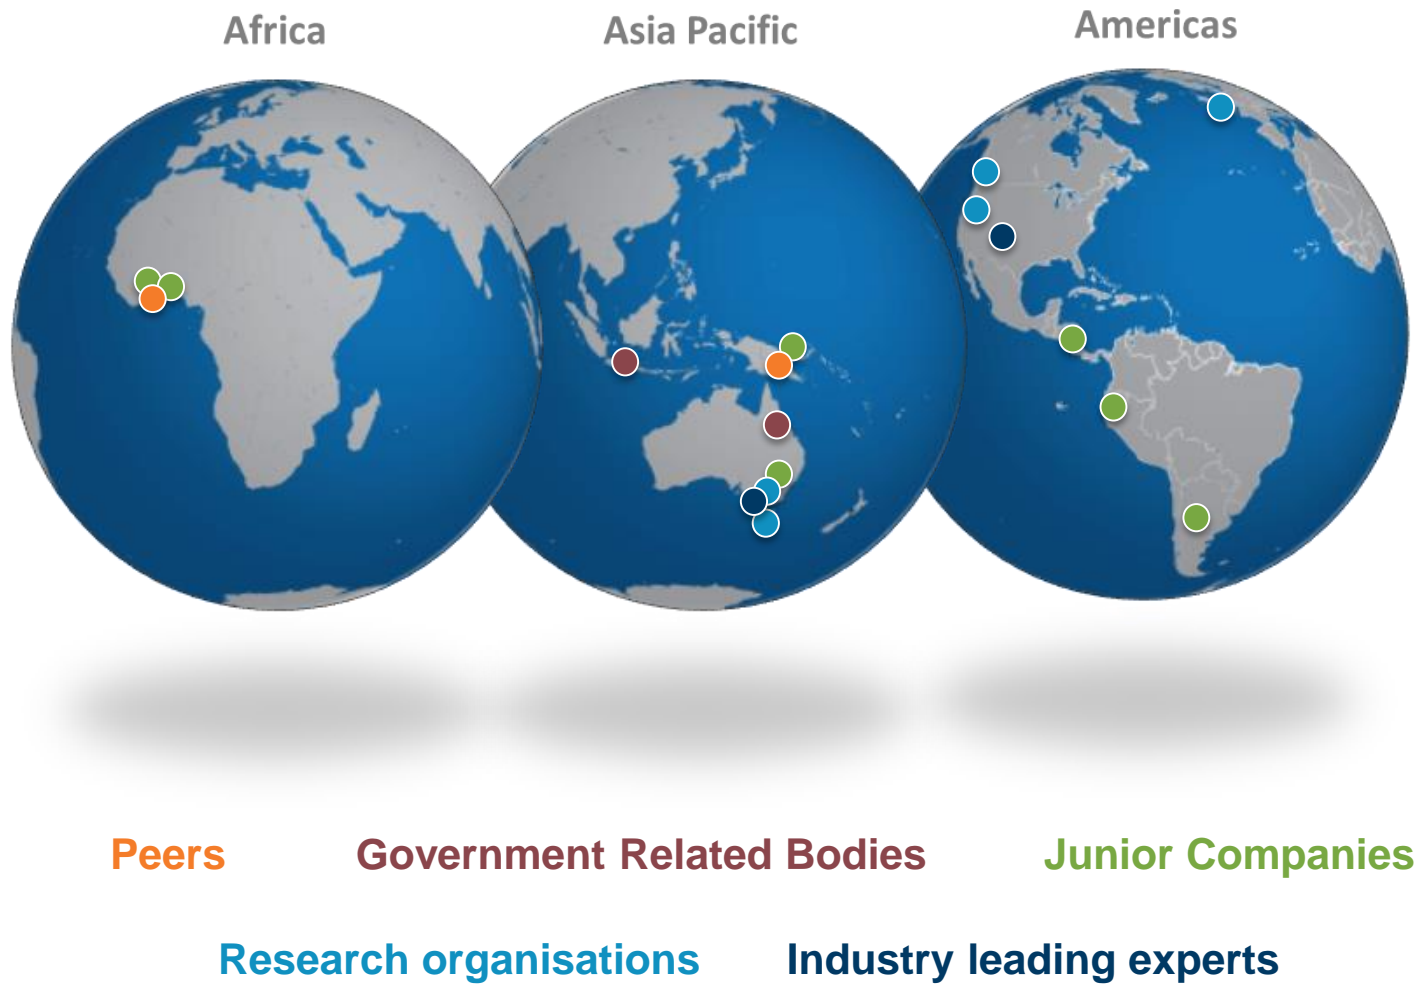 Africa
Asia Pacific
Americas
Peers
Government Related Bodies
Junior Companies
Research organisations
Industry leading experts